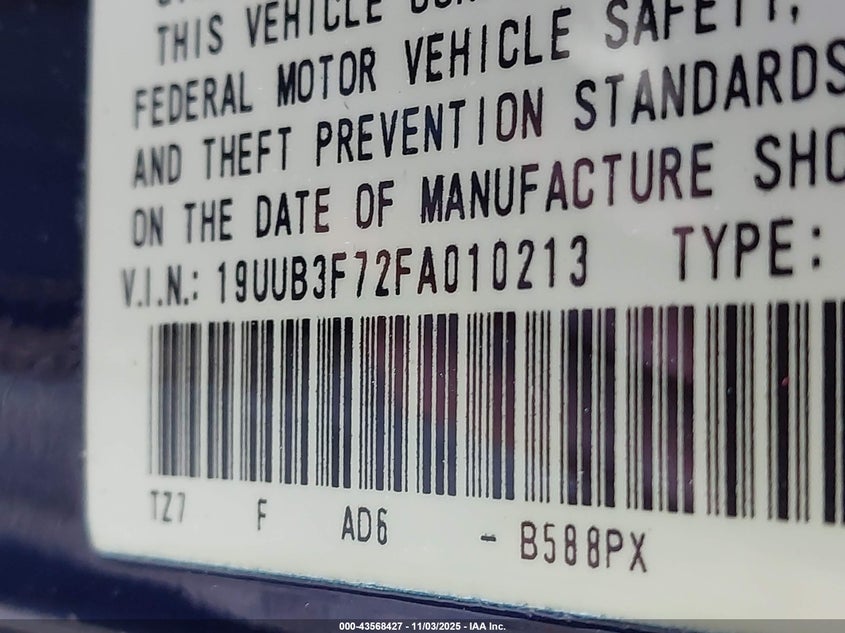 THIS VEHICLE
FEDERAL MOTOR VEHICLE SAFETY,
AND THEFT PREVENTION STANDARDS
ON THE DATE OF MANUFACTURE
V.I.N.: 19UUB3F72FA010213 TYPE:
TZ7 F AD6 - B588PX
000-43568427 - 11/03/2025 - IAA Inc.